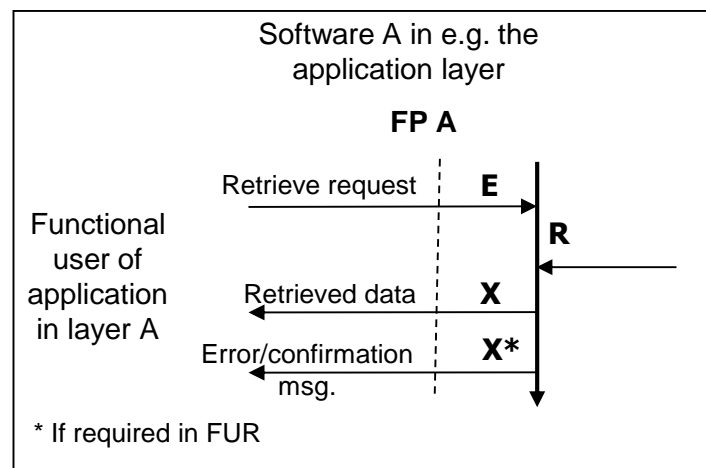 Software A in e.g. the
application layer
FP A
Retrieve request
E
Functional
user of
application
in layer A
R
Retrieved data
X
Error/confirmation
msg.
X*
* If required in FUR